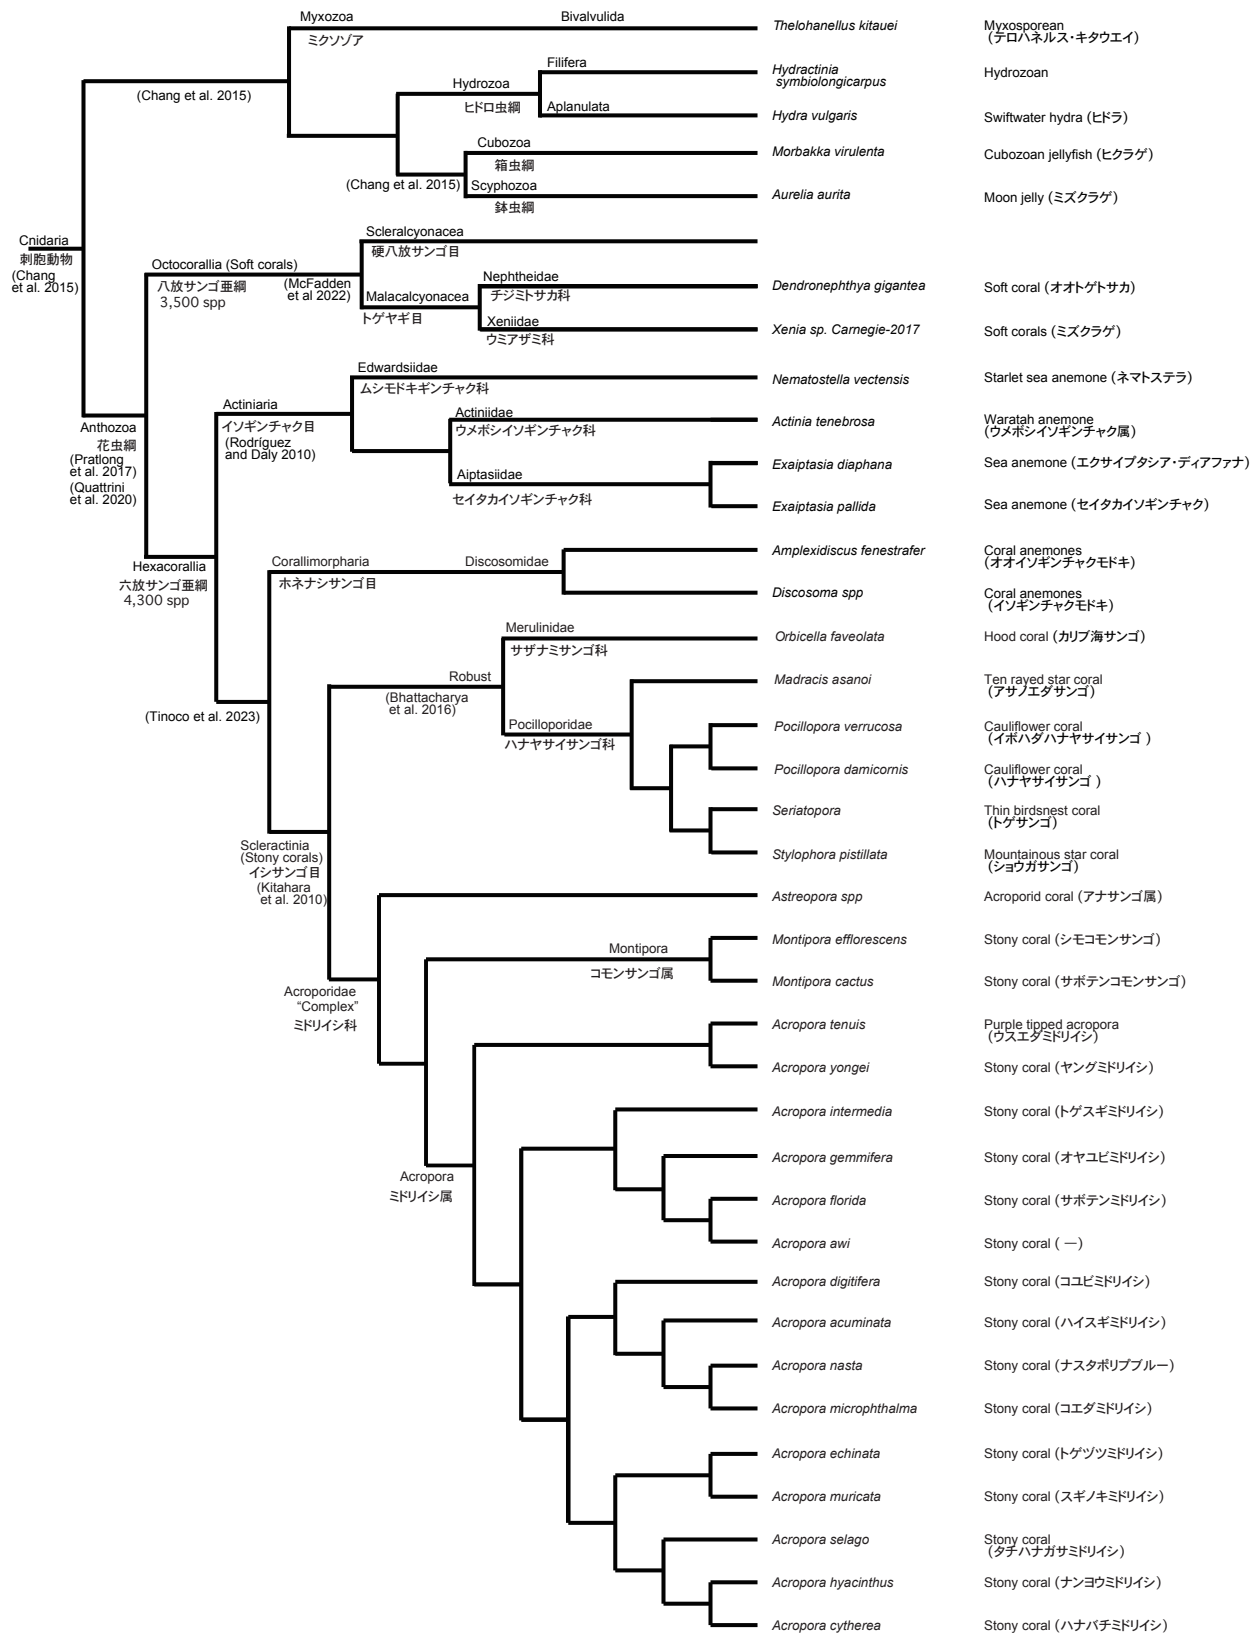 Myxozoa
ミクソゾア
Bivalvulida
Thelohanellus kitauei
Myxosporean
(テロハネルス・キタウエイ)
(Chang et al. 2015)
Hydrozoa
ヒドロ虫綱
Filifera
Hydractinia
symbiolongicarpus
Hydrozoan
Aplanulata
Hydra vulgaris
Swiftwater hydra (ヒドラ)
Cubozoa
箱虫綱
Morbakka virulenta
Cubozoan jellyfish (ヒクラゲ)
(Chang et al. 2015)
Scyphozoa
鉢虫綱
Aurelia aurita
Moon jelly (ミズクラゲ)
Cnidaria
刺胞動物
(Chang
et al. 2015)
Octocorallia (Soft corals)
八放サンゴ亜綱
3,500 spp
(McFadden
et al 2022)
Scleralcyonacea
硬八放サンゴ目
Malacalcyonacea
トゲヤギ目
Nephtheidae
チジミトサカ科
Dendronephthya gigantea
Soft coral (オオトゲトサカ)
Xeniidae
ウミアザミ科
Xenia sp. Carnegie-2017
Soft corals (ミズクラゲ)
Anthozoa
花虫綱
(Pratlong
et al. 2017)
(Quattrini
et al. 2020)
Actiniaria
イソギンチャク目
(Rodríguez
and Daly 2010)
Edwardsiidae
ムシモドキギンチャク科
Nematostella vectensis
Starlet sea anemone (ネマトステラ)
Actiniidae
ウメボシイソギンチャク科
Actinia tenebrosa
Waratah anemone
(ウメボシイソギンチャク属)
Aiptasiidae
セイタカイソギンチャク科
Exaiptasia diaphana
Sea anemone (エクサイプタシア・ディアファナ)
Exaiptasia pallida
Sea anemone (セイタカイソギンチャク)
Hexacorallia
六放サンゴ亜綱
4,300 spp
Corallimorpharia
ホネナシサンゴ目
Discosomidae
Amplexidiscus fenestrafer
Coral anemones
(オオイソギンチャクモドキ)
Discosoma spp
Coral anemones
(イソギンチャクモドキ)
(Tinoco et al. 2023)
Robust
(Bhattacharya
et al. 2016)
Merulinidae
サザナミサンゴ科
Orbicella faveolata
Hood coral (カリブ海サンゴ)
Pocilloporidae
ハナヤサイサンゴ科
Madracis asanoi
Ten rayed star coral
(アサノエダサンゴ)
Pocillopora verrucosa
Cauliflower coral
(イボハダハナヤサイサンゴ )
Pocillopora damicornis
Cauliflower coral
(ハナヤサイサンゴ )
Seriatopora
Thin birdsnest coral
(トゲサンゴ)
Stylophora pistillata
Mountainous star coral
(ショウガサンゴ)
Scleractinia
(Stony corals)
イシサンゴ目
(Kitahara
et al. 2010)
Astreopora spp
Acroporid coral (アナサンゴ属)
Acroporidae
“Complex”
ミドリイシ科
Montipora
コモンサンゴ属
Montipora efflorescens
Stony coral (シモコモンサンゴ)
Montipora cactus
Stony coral (サボテンコモンサンゴ)
Acropora
ミドリイシ属
Acropora tenuis
Purple tipped acropora
(ウスエダミドリイシ)
Acropora yongei
Stony coral (ヤングミドリイシ)
Acropora intermedia
Stony coral (トゲスギミドリイシ)
Acropora gemmifera
Stony coral (オヤユビミドリイシ)
Acropora florida
Stony coral (サボテンミドリイシ)
Acropora awi
Stony coral ( ー)
Acropora digitifera
Stony coral (コユビミドリイシ)
Acropora acuminata
Stony coral (ハイスギミドリイシ)
Acropora nasta
Stony coral (ナスタポリプブルー)
Acropora microphthalma
Stony coral (コエダミドリイシ)
Acropora echinata
Stony coral (トゲヅツミドリイシ)
Acropora muricata
Stony coral (スギノキミドリイシ)
Acropora selago
Stony coral
(タチハナガサミドリイシ)
Acropora hyacinthus
Stony coral (ナンヨウミドリイシ)
Acropora cytherea
Stony coral (ハナバチミドリイシ)